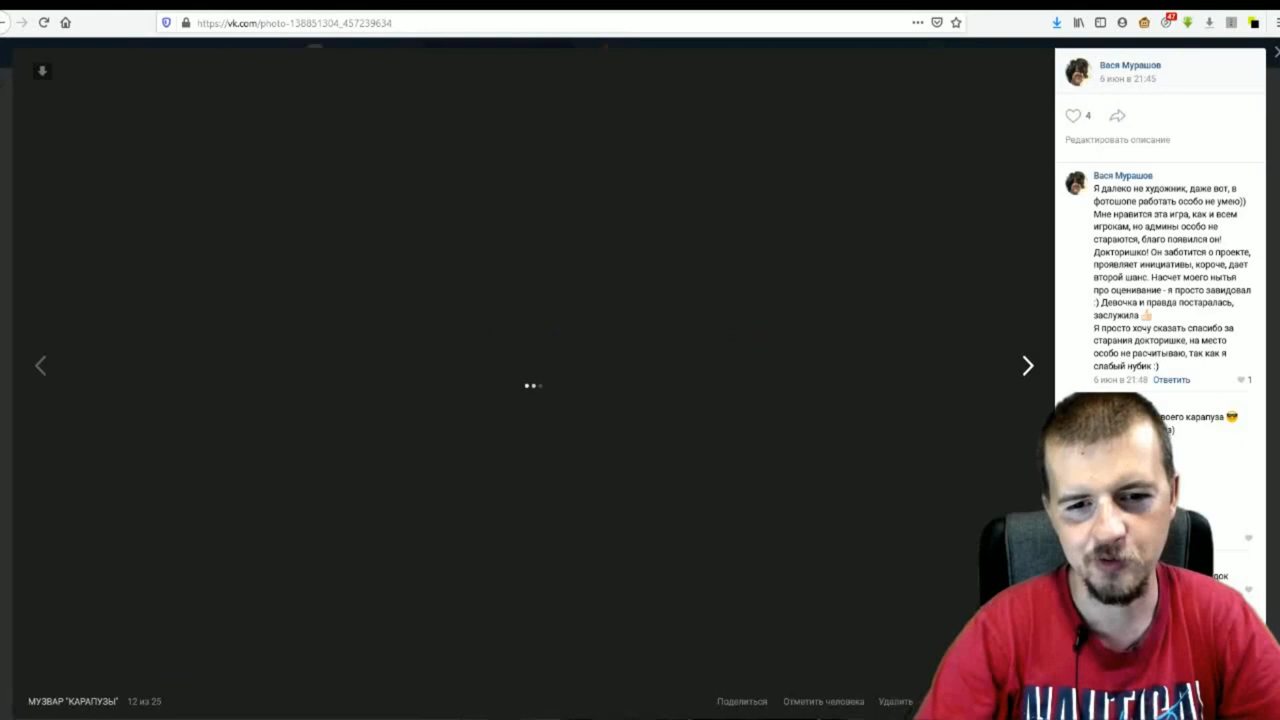 https://vk.com/photo-138851304_457239634
47
Вася Мурашов
6 июн в 21:45
4
Редактировать описание
Вася Мурашов
Я далеко не художник, даже вот, в
фотошопе работать особо не умею))
Мне нравится эта игра, как и всем
игрокам, но админы особо не
стараются, благо появился он!
Докторишко! Он заботится о проекте,
проявляет инициативы, короче, дает
второй шанс. Насчет моего нытья
про оценивание - я просто завидовал
:) Девочка и правда постаралась,
заслужила 👍
Я просто хочу сказать спасибо за
старания докторишке, на место
особо не расчитываю, так как я
слабый нубик :)
6 июн в 21:48 Ответить
1
воего карапуза 😎
з)
док
МУЗВАР "КАРАПУЗЫ" 12 из 25
Поделиться Отметить человека Удалить
NAUTICA